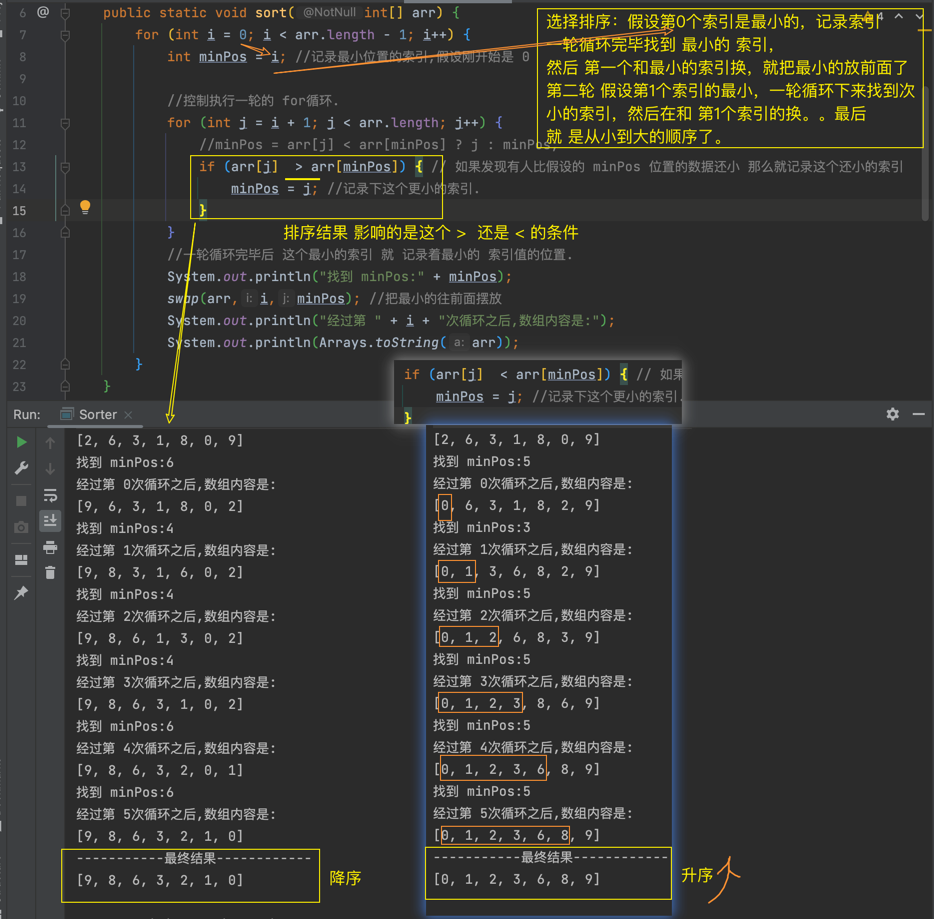 6 @ public static void sort( @NotNull int[] arr) {
7 for (int i = 0; i < arr.length - 1; i++) {
8 int minPos = i; //记录最小位置的索引,假设刚开始是 0
9
10 //控制执行一轮的 for循环.
11 for (int j = i + 1; j < arr.length; j++) {
12 //minPos = arr[j] < arr[minPos] ? j : minPos;
13 if (arr[j] > arr[minPos]) { // 如果发现有人比假设的 minPos 位置的数据还小 那么就记录这个还小的索引
14 minPos = j; //记录下这个更小的索引.
15 }
16 }
17 //一轮循环完毕后 这个最小的索引 就 记录着最小的 索引值的位置.
18 System.out.println("找到 minPos:" + minPos);
19 swap(arr, i: i, j: minPos); //把最小的往前面摆放
20 System.out.println("经过第 " + i + "次循环之后,数组内容是:");
21 System.out.println(Arrays.toString( a: arr));
22 }
23 }
4
选择排序：假设第0个索引是最小的，记录索引
一轮循环完毕找到 最小的 索引，
然后 第一个和最小的索引换，就把最小的放前面了
第二轮 假设第1个索引的最小，一轮循环下来找到次
小的索引，然后在和 第1个索引的换。。最后
就 是从小到大的顺序了。
排序结果 影响的是这个 > 还是 < 的条件
if (arr[j] < arr[minPos]) { // 如果
minPos = j; //记录下这个更小的索引.
}
Run: Sorter
[2, 6, 3, 1, 8, 0, 9]
找到 minPos:6
经过第 0次循环之后,数组内容是:
[9, 6, 3, 1, 8, 0, 2]
找到 minPos:4
经过第 1次循环之后,数组内容是:
[9, 8, 3, 1, 6, 0, 2]
找到 minPos:4
经过第 2次循环之后,数组内容是:
[9, 8, 6, 1, 3, 0, 2]
找到 minPos:4
经过第 3次循环之后,数组内容是:
[9, 8, 6, 3, 1, 0, 2]
找到 minPos:6
经过第 4次循环之后,数组内容是:
[9, 8, 6, 3, 2, 0, 1]
找到 minPos:6
经过第 5次循环之后,数组内容是:
[9, 8, 6, 3, 2, 1, 0]
-----------最终结果------------
[9, 8, 6, 3, 2, 1, 0]
降序
[2, 6, 3, 1, 8, 0, 9]
找到 minPos:5
经过第 0次循环之后,数组内容是:
[0, 6, 3, 1, 8, 2, 9]
找到 minPos:3
经过第 1次循环之后,数组内容是:
[0, 1, 3, 6, 8, 2, 9]
找到 minPos:5
经过第 2次循环之后,数组内容是:
[0, 1, 2, 6, 8, 3, 9]
找到 minPos:5
经过第 3次循环之后,数组内容是:
[0, 1, 2, 3, 8, 6, 9]
找到 minPos:5
经过第 4次循环之后,数组内容是:
[0, 1, 2, 3, 6, 8, 9]
找到 minPos:5
经过第 5次循环之后,数组内容是:
[0, 1, 2, 3, 6, 8, 9]
-----------最终结果------------
[0, 1, 2, 3, 6, 8, 9]
升序